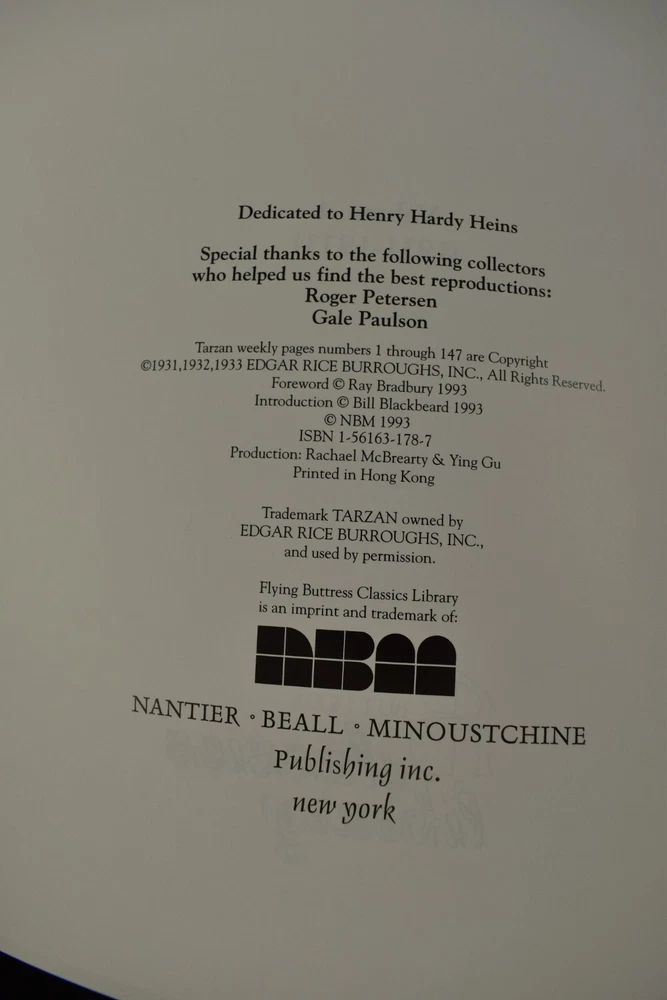 Dedicated to Henry Hardy Heins
Special thanks to the following collectors
who helped us find the best reproductions:
Roger Petersen
Gale Paulson
Tarzan weekly pages numbers 1 through 147 are Copyright
©1931,1932,1933 EDGAR RICE BURROUGHS, INC., All Rights Reserved.
Foreword © Ray Bradbury 1993
Introduction © Bill Blackbeard 1993
© NBM 1993
ISBN 1-56163-178-7
Production: Rachael McBrearty & Ying Gu
Printed in Hong Kong
Trademark TARZAN owned by
EDGAR RICE BURROUGHS, INC.,
and used by permission.
Flying Buttress Classics Library
is an imprint and trademark of:
nBm
NANTIER ∘ BEALL ∘ MINOUSTCHINE
Publishing inc.
new york